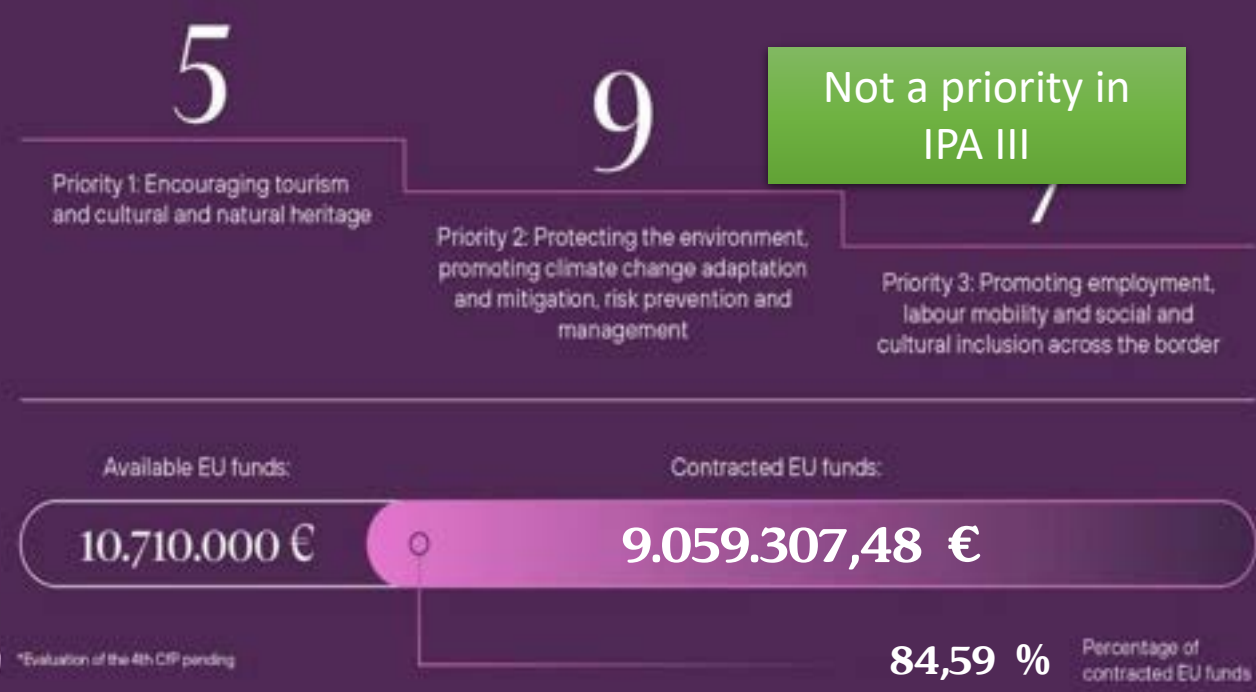 5
Priority 1: Encouraging tourism
and cultural and natural heritage
9
Priority 2: Protecting the environment,
promoting climate change adaptation
and mitigation, risk prevention and
management
Not a priority in
IPA III
Priority 3: Promoting employment,
labour mobility and social and
cultural inclusion across the border
Available EU funds:
10.710.000 €
Contracted EU funds:
9.059.307,48 €
*Evaluation of the 4th CfP pending
84,59 %
Percentage of
contracted EU funds